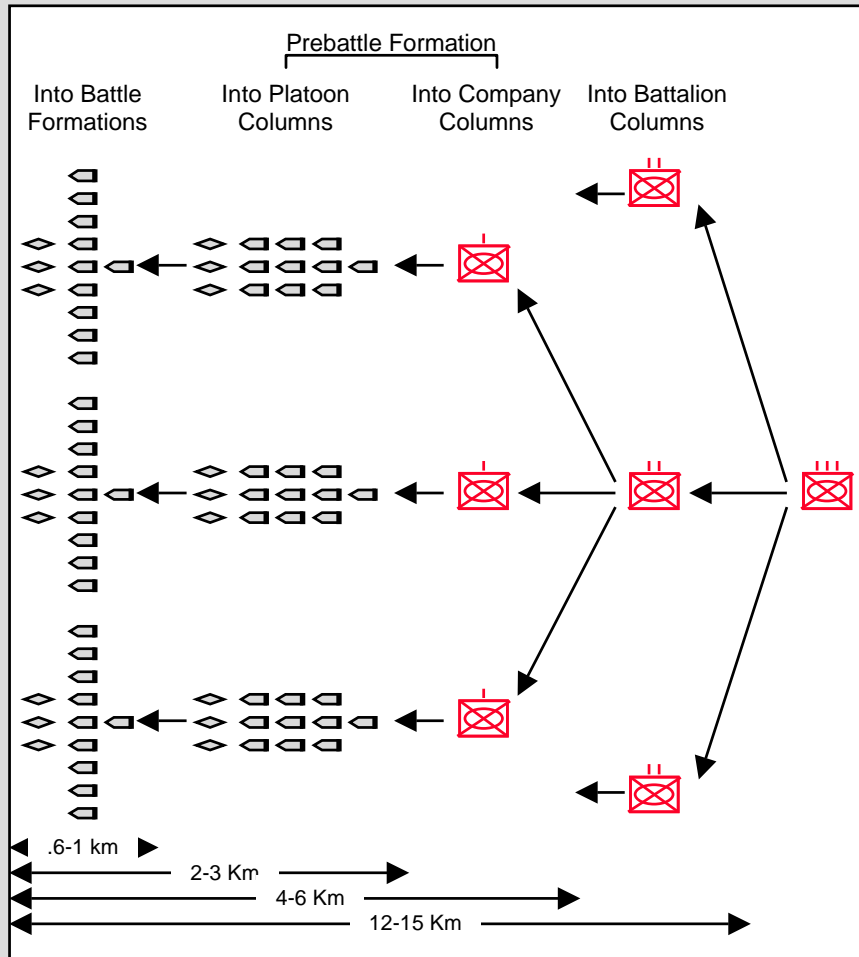 Prebattle Formation
Into Battle
Formations
Into Platoon
Columns
Into Company
Columns
Into Battalion
Columns
.6-1 km
2-3 Km
4-6 Km
12-15 Km